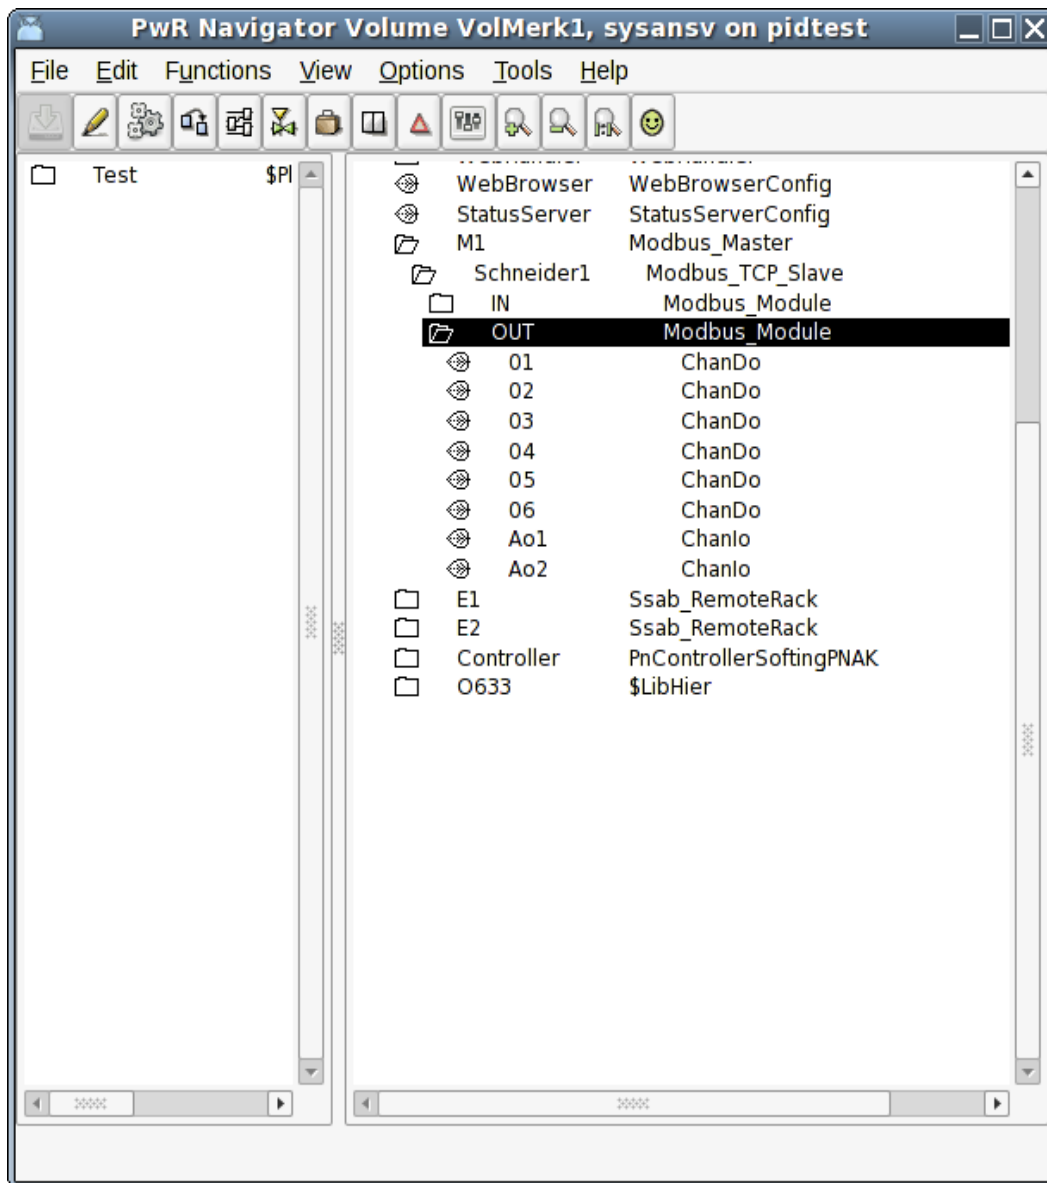 PwR Navigator Volume VolMerk1, sysansv on pidtest
File Edit Functions View Options Tools Help
Test $Pl
WebBrowser WebBrowserConfig
StatusServer StatusServerConfig
M1 Modbus_Master
Schneider1 Modbus_TCP_Slave
IN Modbus_Module
OUT Modbus_Module
01 ChanDo
02 ChanDo
03 ChanDo
04 ChanDo
05 ChanDo
06 ChanDo
Ao1 ChanIo
Ao2 ChanIo
E1 Ssab_RemoteRack
E2 Ssab_RemoteRack
Controller PnControllerSoftingPNAK
O633 $LibHier